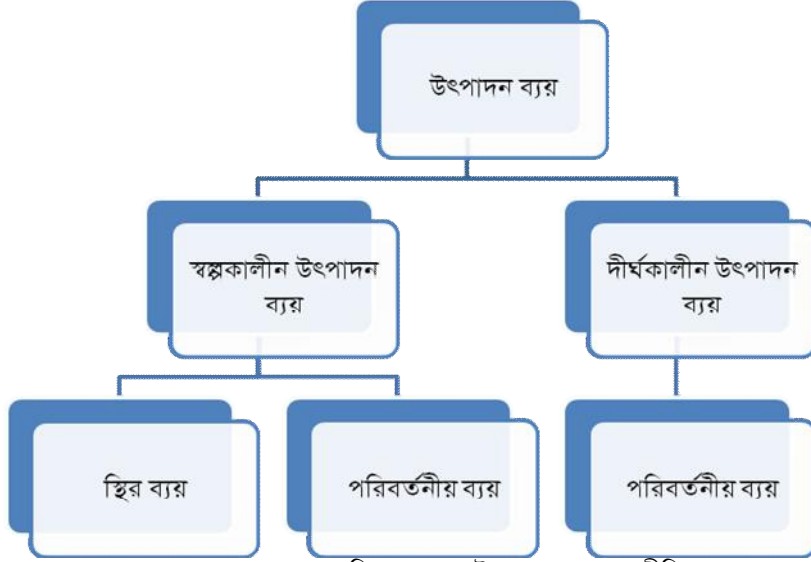 উৎপাদন ব্যয়
স্বল্পকালীন উৎপাদন
ব্যয়
দীর্ঘকালীন উৎপাদন
ব্যয়
স্থির ব্যয়
পরিবর্তনীয় ব্যয়
পরিবর্তনীয় ব্যয়